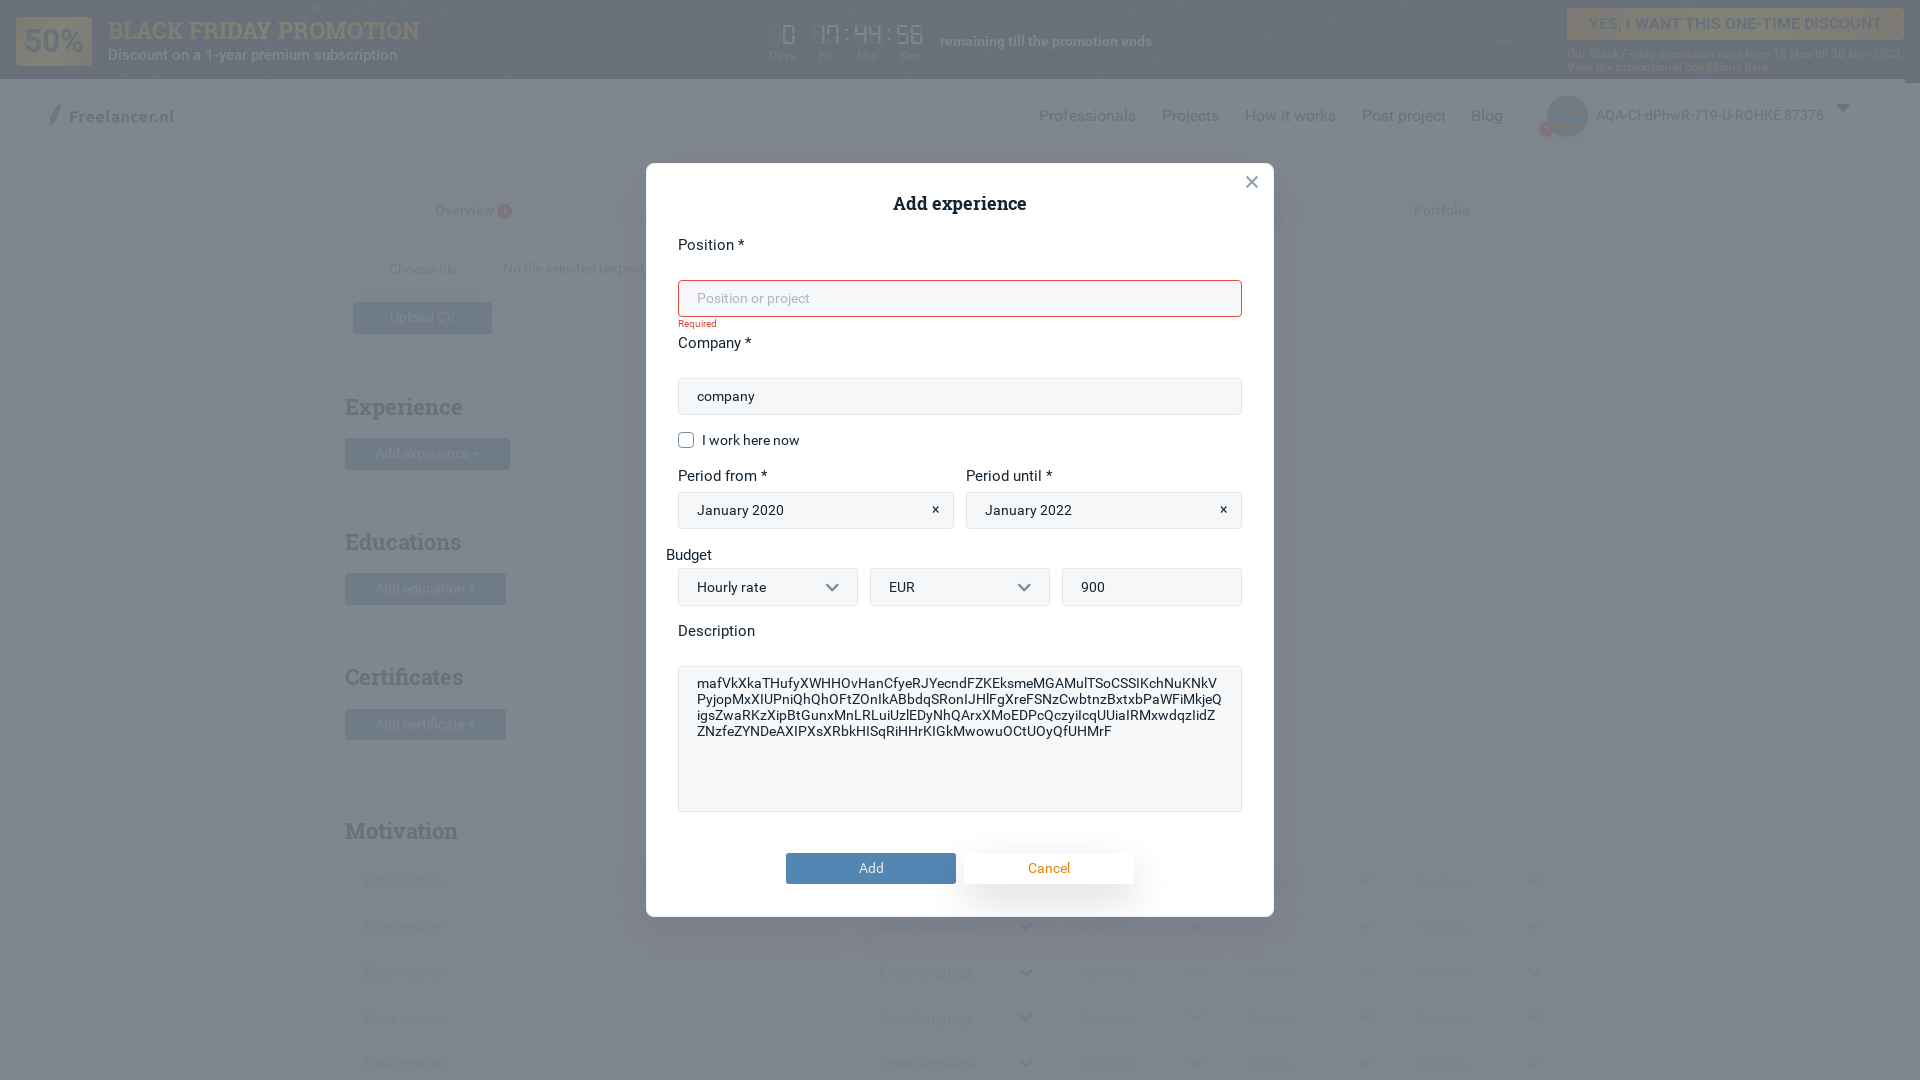 50%
BLACK FRIDAY PROMOTION
Discount on a 1-year premium subscription
0 17:44:56
Days Hr Min Sec
remaining till the promotion ends
YES, I WANT THIS ONE-TIME DISCOUNT
Our Black Friday promotion runs from 15 Nov till 30 Nov 2023.
View the promotional conditions here
Freelancer.nl
Professionals
Projects
How it works
Post project
Blog
AQA-CI-dPhwR-719-U-ROHKE 87376
Overview
Portfolio
Choose file
No file selected (expect
Upload CV
Experience
Add experience +
Educations
Add education +
Certificates
Add certificate +
Motivation
Enter motive
Enter motive
Enter language
Enter motive
Enter language
Enter motive
Enter language
Enter motive
Enter language
Add experience
Position *
Position or project
Required
Company *
company
I work here now
Period from *
Period until *
January 2020 ×
January 2022 ×
Budget
Hourly rate
EUR
900
Description
mafVkXkaTHufyXWHHOvHanCfyeRJYecndFZKEksmeMGAMulTSoCSSIKchNuKNkV
PyjopMxXIUPniQhQhOFtZOnIkABbdqSRonIJHlFgXreFSNzCwbtnzBxtxbPaWFiMkjeQ
igsZwaRKzXipBtGunxMnLRLuiUzlEDyNhQArxXMoEDPcQczyiIcqUUiaIRMxwdqzIidZ
ZNzfeZYNDeAXIPXsXRbkHISqRiHHrKIGkMwowuOCtUOyQfUHMrF
Add
Cancel